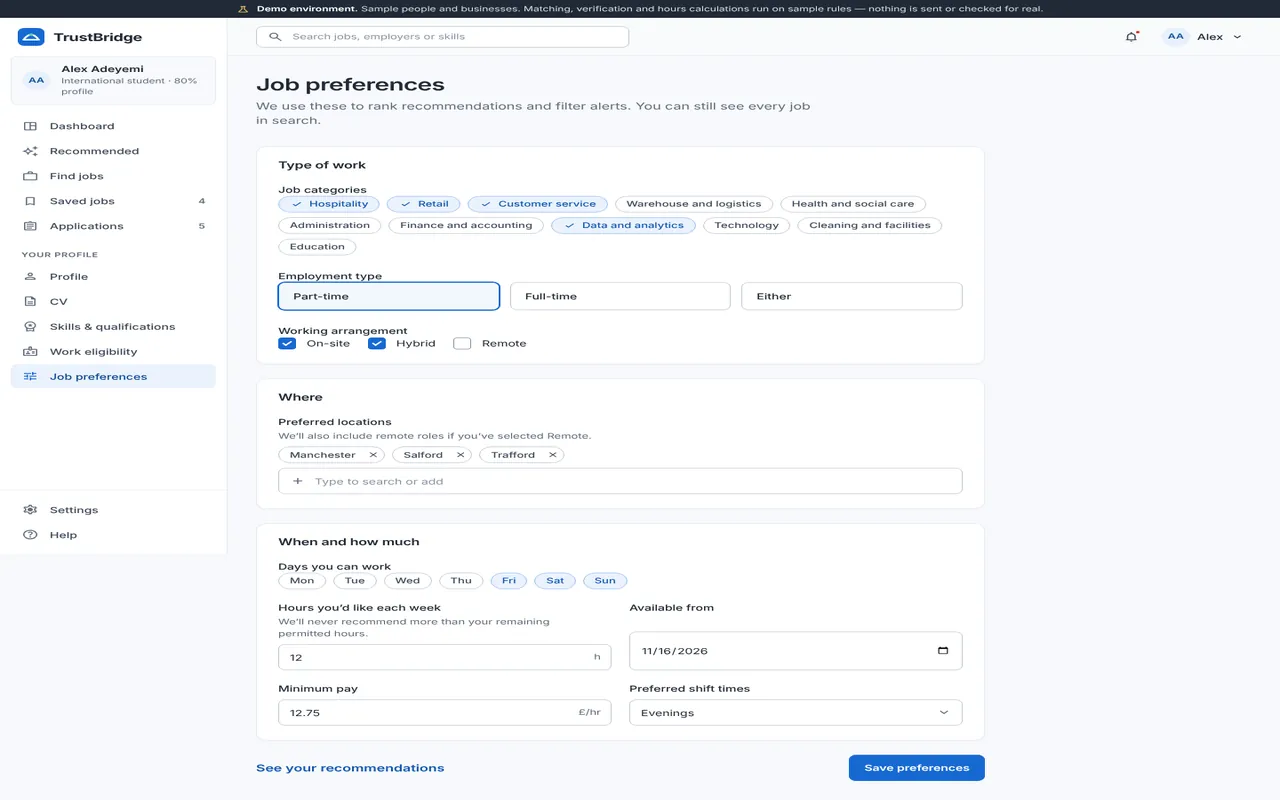 Demo environment. Sample people and businesses. Matching, verification and hours calculations run on sample rules — nothing is sent or checked for real.
TrustBridge
Search jobs, employers or skills
AA Alex
AA
Alex Adeyemi
International student · 80%
profile
Dashboard
Recommended
Find jobs
Saved jobs 4
Applications 5
YOUR PROFILE
Profile
CV
Skills & qualifications
Work eligibility
Job preferences
Settings
Help
Job preferences
We use these to rank recommendations and filter alerts. You can still see every job
in search.
Type of work
Job categories
Hospitality Retail Customer service Warehouse and logistics Health and social care
Administration Finance and accounting Data and analytics Technology Cleaning and facilities
Education
Employment type
Part-time Full-time Either
Working arrangement
On-site Hybrid Remote
Where
Preferred locations
We'll also include remote roles if you've selected Remote.
Manchester Salford Trafford
Type to search or add
When and how much
Days you can work
Mon Tue Wed Thu Fri Sat Sun
Hours you'd like each week
We'll never recommend more than your remaining
permitted hours.
12 h
Available from
11/16/2026
Minimum pay
12.75 £/hr
Preferred shift times
Evenings
See your recommendations
Save preferences